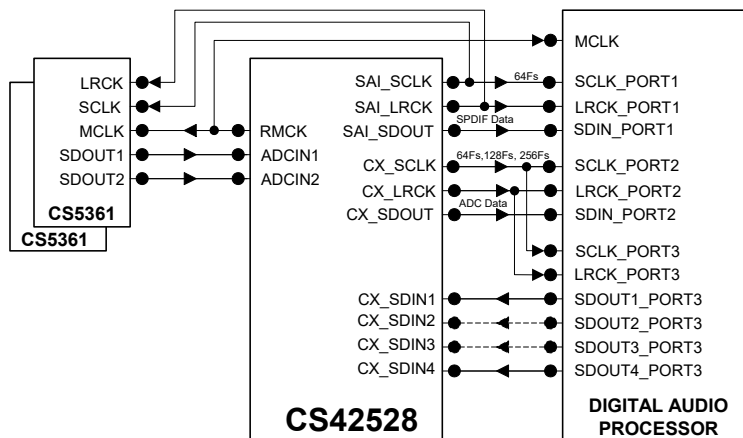 LRCK
SCLK
MCLK
SDOUT1
SDOUT2
CS5361
CS5361
RMCK
ADCIN1
ADCIN2
SAI_SCLK
SAI_LRCK
SAI_SDOUT
CX_SCLK
CX_LRCK
CX_SDOUT
CX_SDIN1
CX_SDIN2
CX_SDIN3
CX_SDIN4
CS42528
64Fs
SPDIF Data
64Fs,128Fs, 256Fs
ADC Data
MCLK
SCLK_PORT1
LRCK_PORT1
SDIN_PORT1
SCLK_PORT2
LRCK_PORT2
SDIN_PORT2
SCLK_PORT3
LRCK_PORT3
SDOUT1_PORT3
SDOUT2_PORT3
SDOUT3_PORT3
SDOUT4_PORT3
DIGITAL AUDIO
PROCESSOR